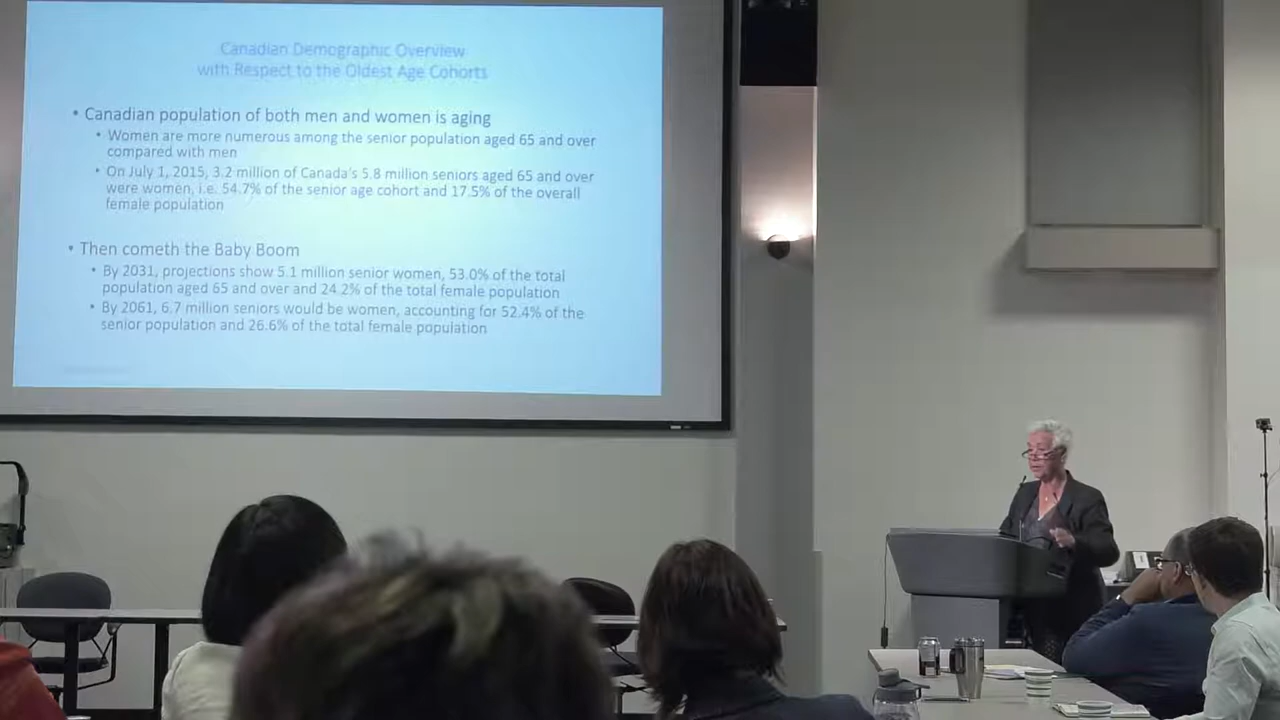 Canadian Demographic Overview
with Respect to the Oldest Age Cohorts
• Canadian population of both men and women is aging
• Women are more numerous among the senior population aged 65 and over
compared with men
• On July 1, 2015, 3.2 million of Canada's 5.8 million seniors aged 65 and over
were women, i.e. 54.7% of the senior age cohort and 17.5% of the overall
female population
• Then cometh the Baby Boom
• By 2031, projections show 5.1 million senior women, 53.0% of the total
population aged 65 and over and 24.2% of the total female population
• By 2061, 6.7 million seniors would be women, accounting for 52.4% of the
senior population and 26.6% of the total female population